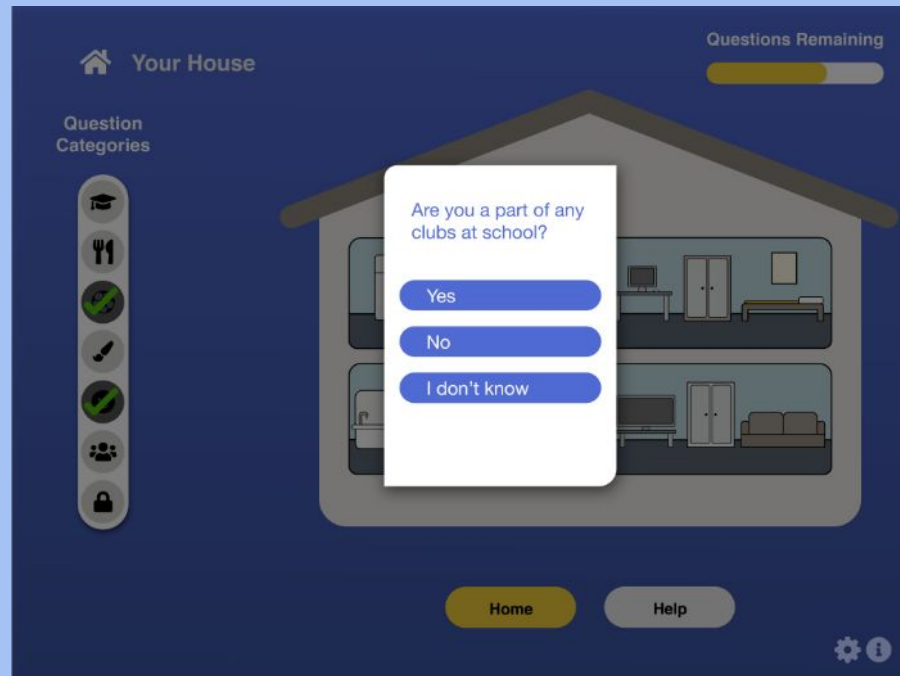 Your House
Questions Remaining
Question
Categories
Are you a part of any
clubs at school?
Yes
No
I don't know
Home
Help